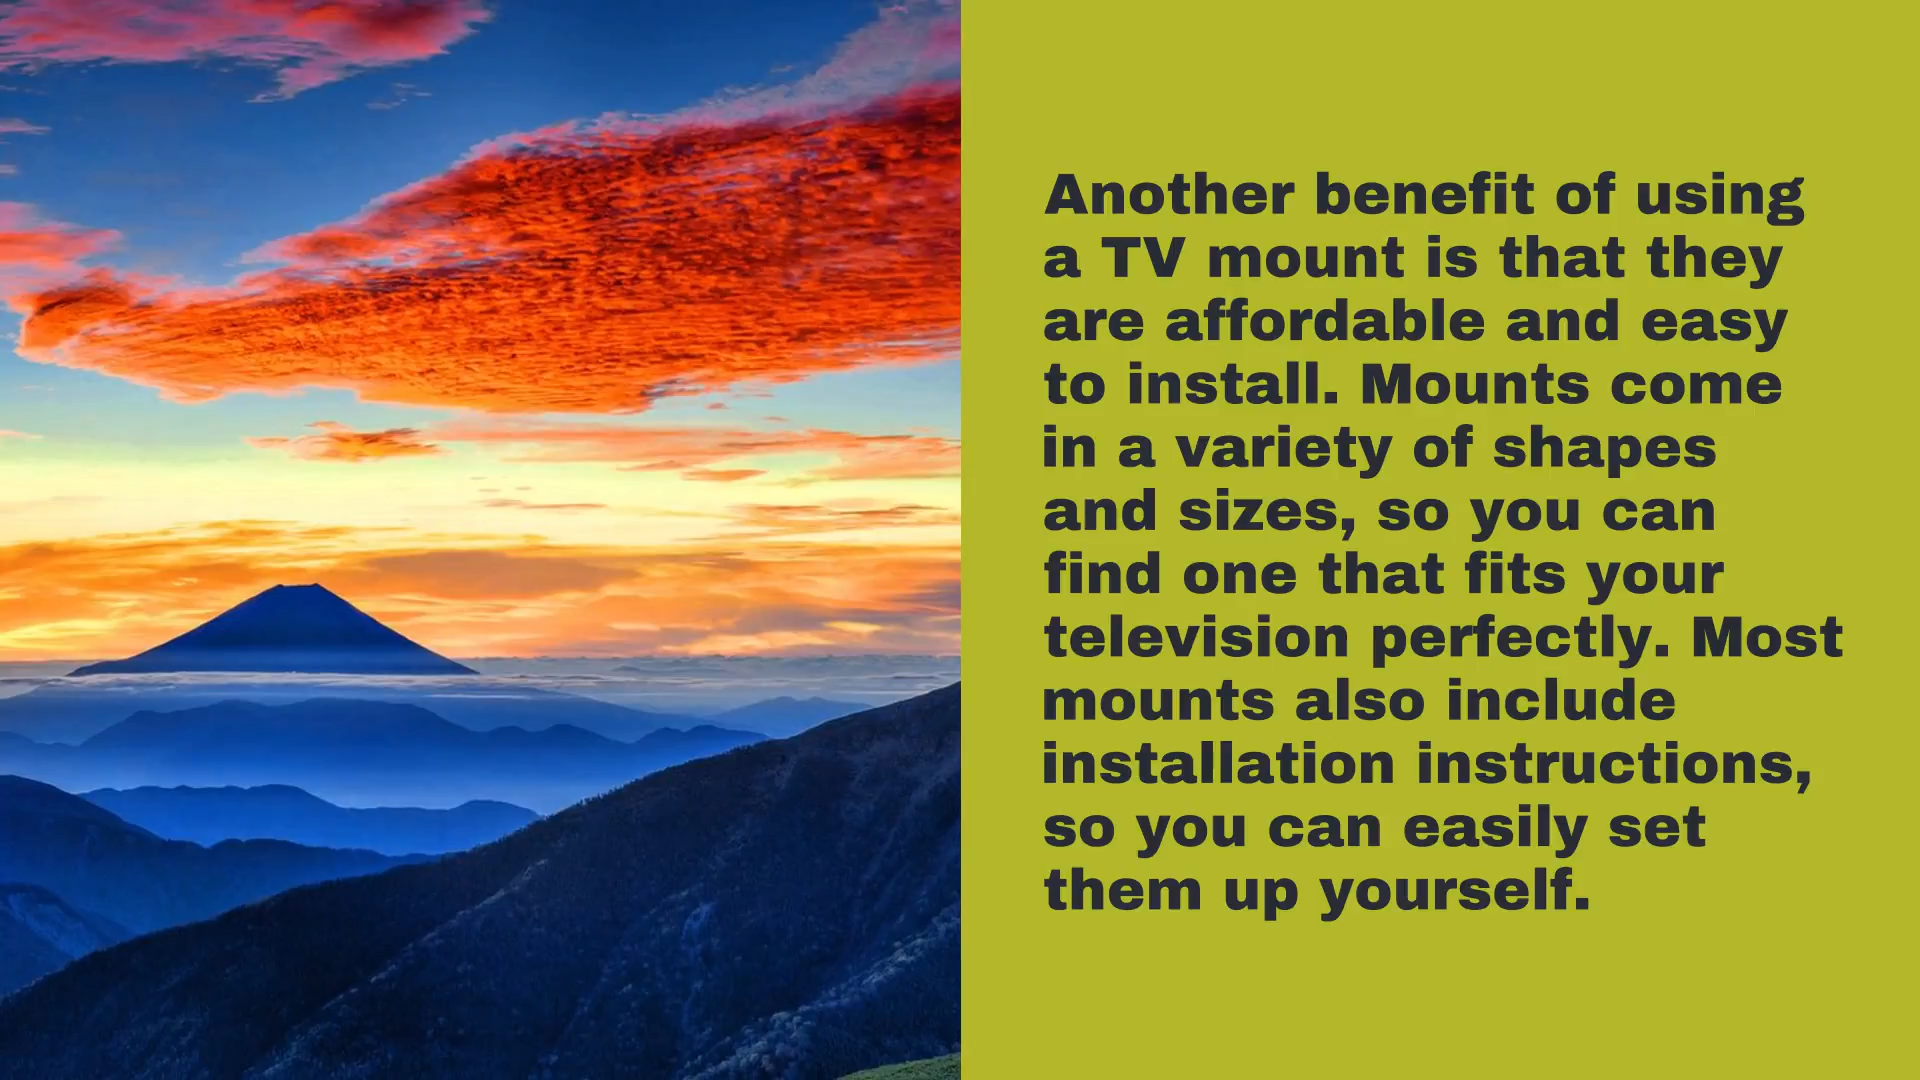 Another benefit of using
a TV mount is that they
are affordable and easy
to install. Mounts come
in a variety of shapes
and sizes, so you can
find one that fits your
television perfectly. Most
mounts also include
installation instructions,
so you can easily set
them up yourself.